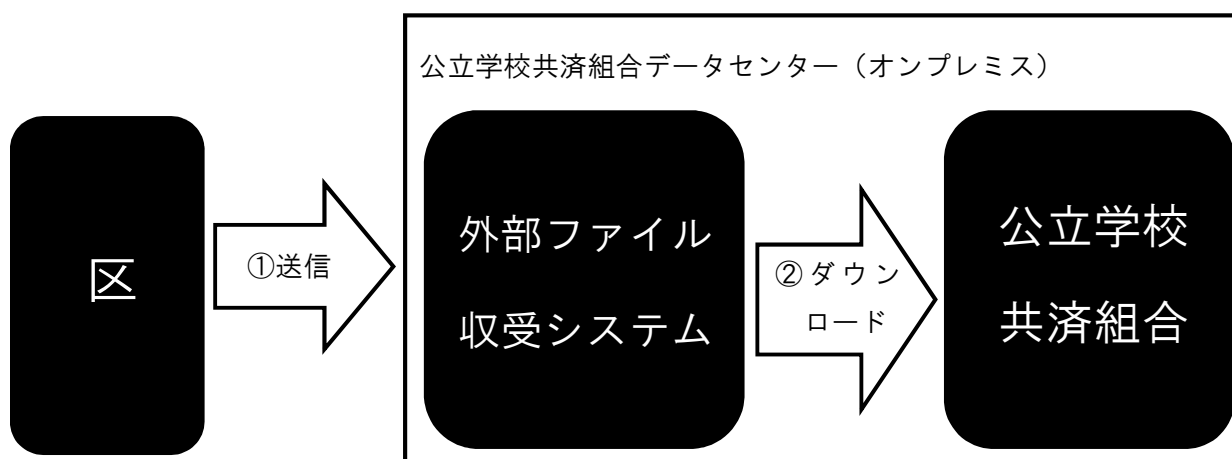 公立学校共済組合データセンター（オンプレミス）
区
①送信
外部ファイル
収受システム
②ダウン
ロード
公立学校
共済組合